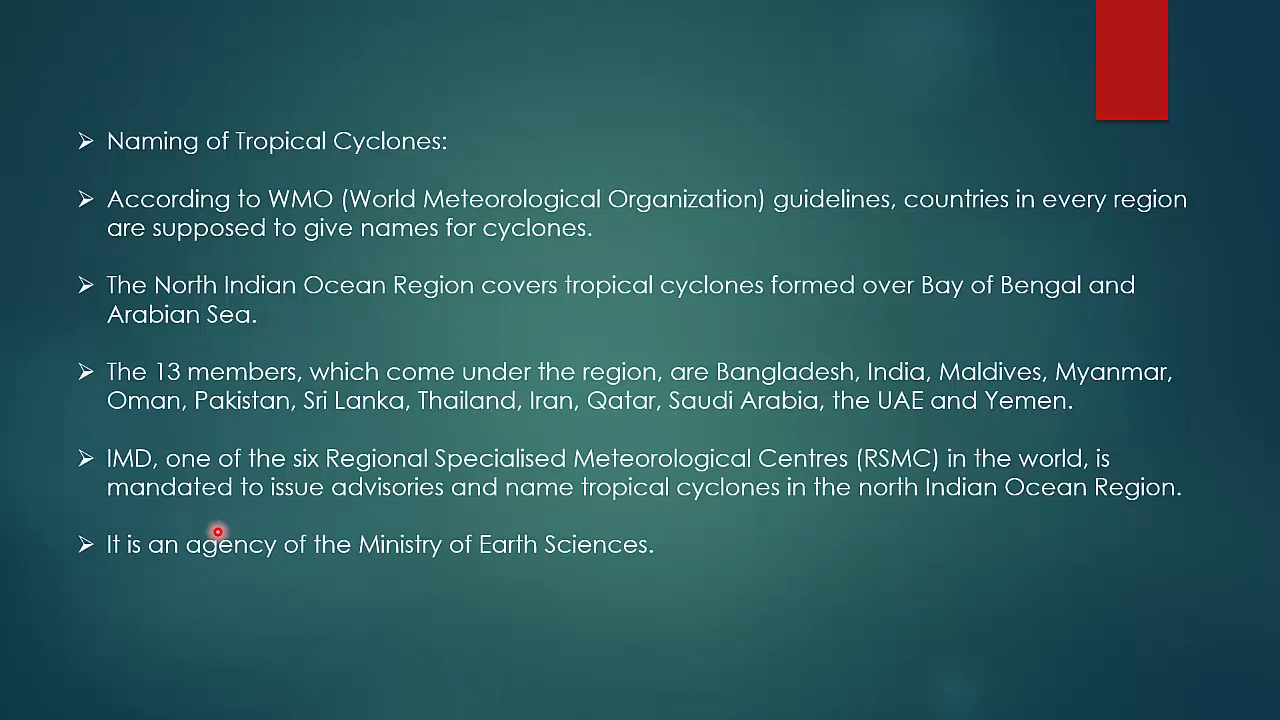 ➢ Naming of Tropical Cyclones:
➢ According to WMO (World Meteorological Organization) guidelines, countries in every region
are supposed to give names for cyclones.
➢ The North Indian Ocean Region covers tropical cyclones formed over Bay of Bengal and
Arabian Sea.
➢ The 13 members, which come under the region, are Bangladesh, India, Maldives, Myanmar,
Oman, Pakistan, Sri Lanka, Thailand, Iran, Qatar, Saudi Arabia, the UAE and Yemen.
➢ IMD, one of the six Regional Specialised Meteorological Centres (RSMC) in the world, is
mandated to issue advisories and name tropical cyclones in the north Indian Ocean Region.
➢ It is an agency of the Ministry of Earth Sciences.